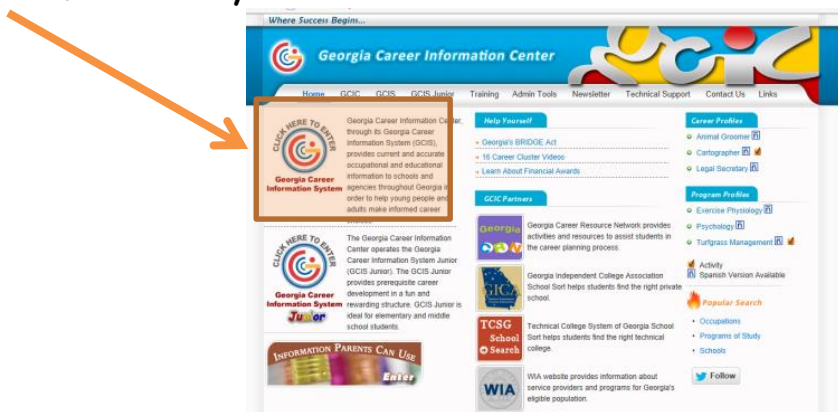 Where Success Begins...
Georgia Career Information Center
gcic
Home GCIC GCIS GCIS Junior Training Admin Tools Newsletter Technical Support Contact Us Links
CLICK HERE TO ENTER
Georgia Career
Information System
Georgia Career Information Center,
through its Georgia Career
Information System (GCIS),
provides current and accurate
occupational and educational
information to schools and
agencies throughout Georgia in
order to help young people and
adults make informed career
CLICK HERE TO ENTER
Georgia Career
Information System
Junior
The Georgia Career Information
Center operates the Georgia
Career Information System Junior
(GCIS Junior). The GCIS Junior
provides prerequisite career
development in a fun and
rewarding structure. GCIS Junior is
ideal for elementary and middle
school students.
INFORMATION PARENTS CAN USE
Enter
Help Yourself
Georgia's BRIDGE Act
16 Career Cluster Videos
Learn About Financial Awards
GCIC Partners
Georgia
Georgia Career Resource Network provides
activities and resources to assist students in
the career planning process.
GICA
Georgia Independent College Association
School Sort helps students find the right private
school.
TCSG
School
Search
Technical College System of Georgia School
Sort helps students find the right technical
college.
WIA
WIA website provides information about
service providers and programs for Georgia's
eligible population.
Career Profiles
Animal Groomer
Cartographer
Legal Secretary
Program Profiles
Exercise Physiology
Psychology
Turfgrass Management
Activity
Spanish Version Available
Popular Search
Occupations
Programs of Study
Schools
Follow